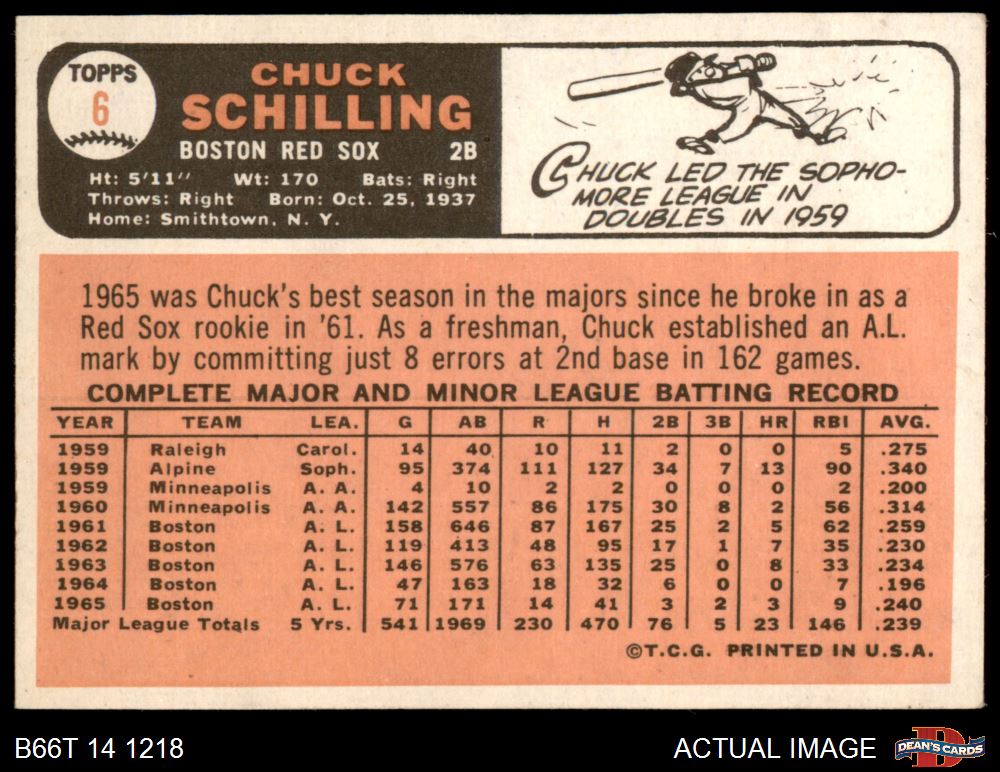 TOPPS
6
CHUCK
SCHILLING
BOSTON RED SOX 2B
Ht: 5'11" Wt: 170 Bats: Right
Throws: Right Born: Oct. 25, 1937
Home: Smithtown, N. Y.
CHUCK LED THE SOPHO-
MORE LEAGUE IN
DOUBLES IN 1959
1965 was Chuck's best season in the majors since he broke in as a
Red Sox rookie in '61. As a freshman, Chuck established an A.L.
mark by committing just 8 errors at 2nd base in 162 games.
COMPLETE MAJOR AND MINOR LEAGUE BATTING RECORD
YEAR TEAM LEA. G AB R H 2B 3B HR RBI AVG.
1959 Raleigh Carol. 14 40 10 11 2 0 0 5 .275
1959 Alpine Soph. 95 374 111 127 34 7 13 90 .340
1959 Minneapolis A. A. 4 10 2 2 0 0 0 2 .200
1960 Minneapolis A. A. 142 557 86 175 30 8 2 56 .314
1961 Boston A. L. 158 646 87 167 25 2 5 62 .259
1962 Boston A. L. 119 413 48 95 17 1 7 35 .230
1963 Boston A. L. 146 576 63 135 25 0 8 33 .234
1964 Boston A. L. 47 163 18 32 6 0 0 7 .196
1965 Boston A. L. 71 171 14 41 3 2 3 9 .240
Major League Totals 5 Yrs. 541 1969 230 470 76 5 23 146 .239
©T.C.G. PRINTED IN U.S.A.
B66T 14 1218 ACTUAL IMAGE DEAN'S CARDS